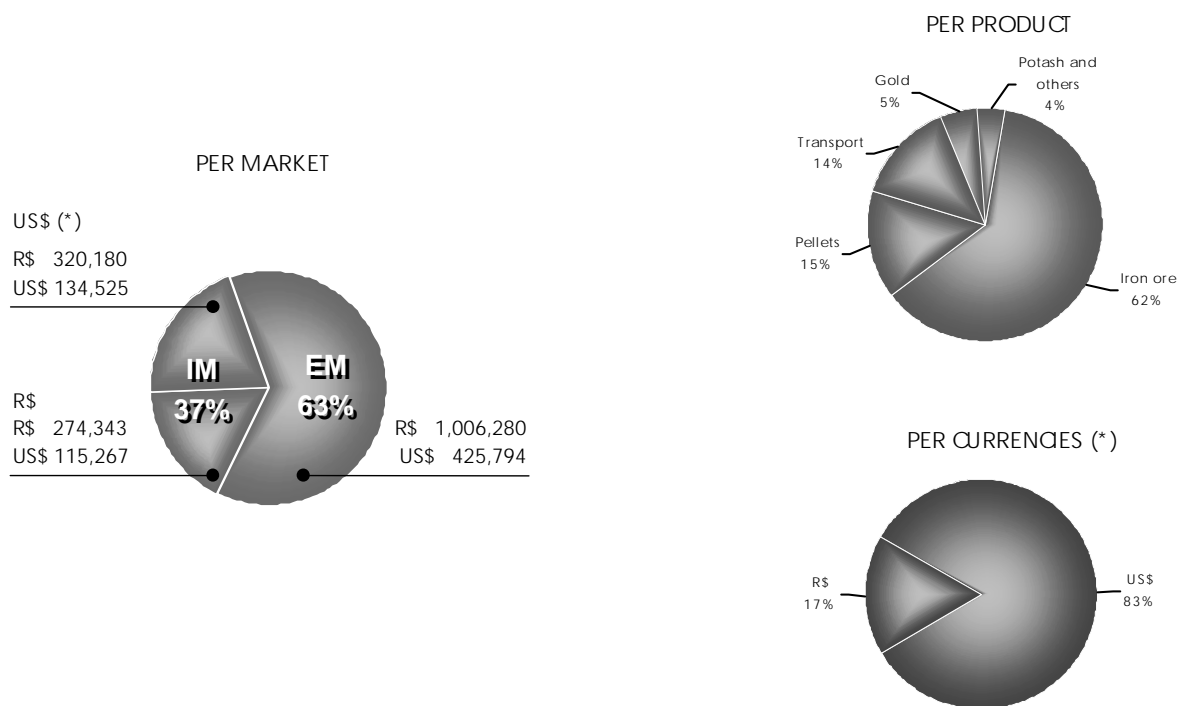 PER MARKET
US$ (*)
R$ 320,180
US$ 134,525
IM
37%
EM
63%
R$
R$ 274,343
US$ 115,267
R$ 1,006,280
US$ 425,794
PER PRODUCT
Potash and
others
4%
Gold
5%
Transport
14%
Pellets
15%
Iron ore
62%
PER CURRENCIES (*)
R$
17%
US$
83%